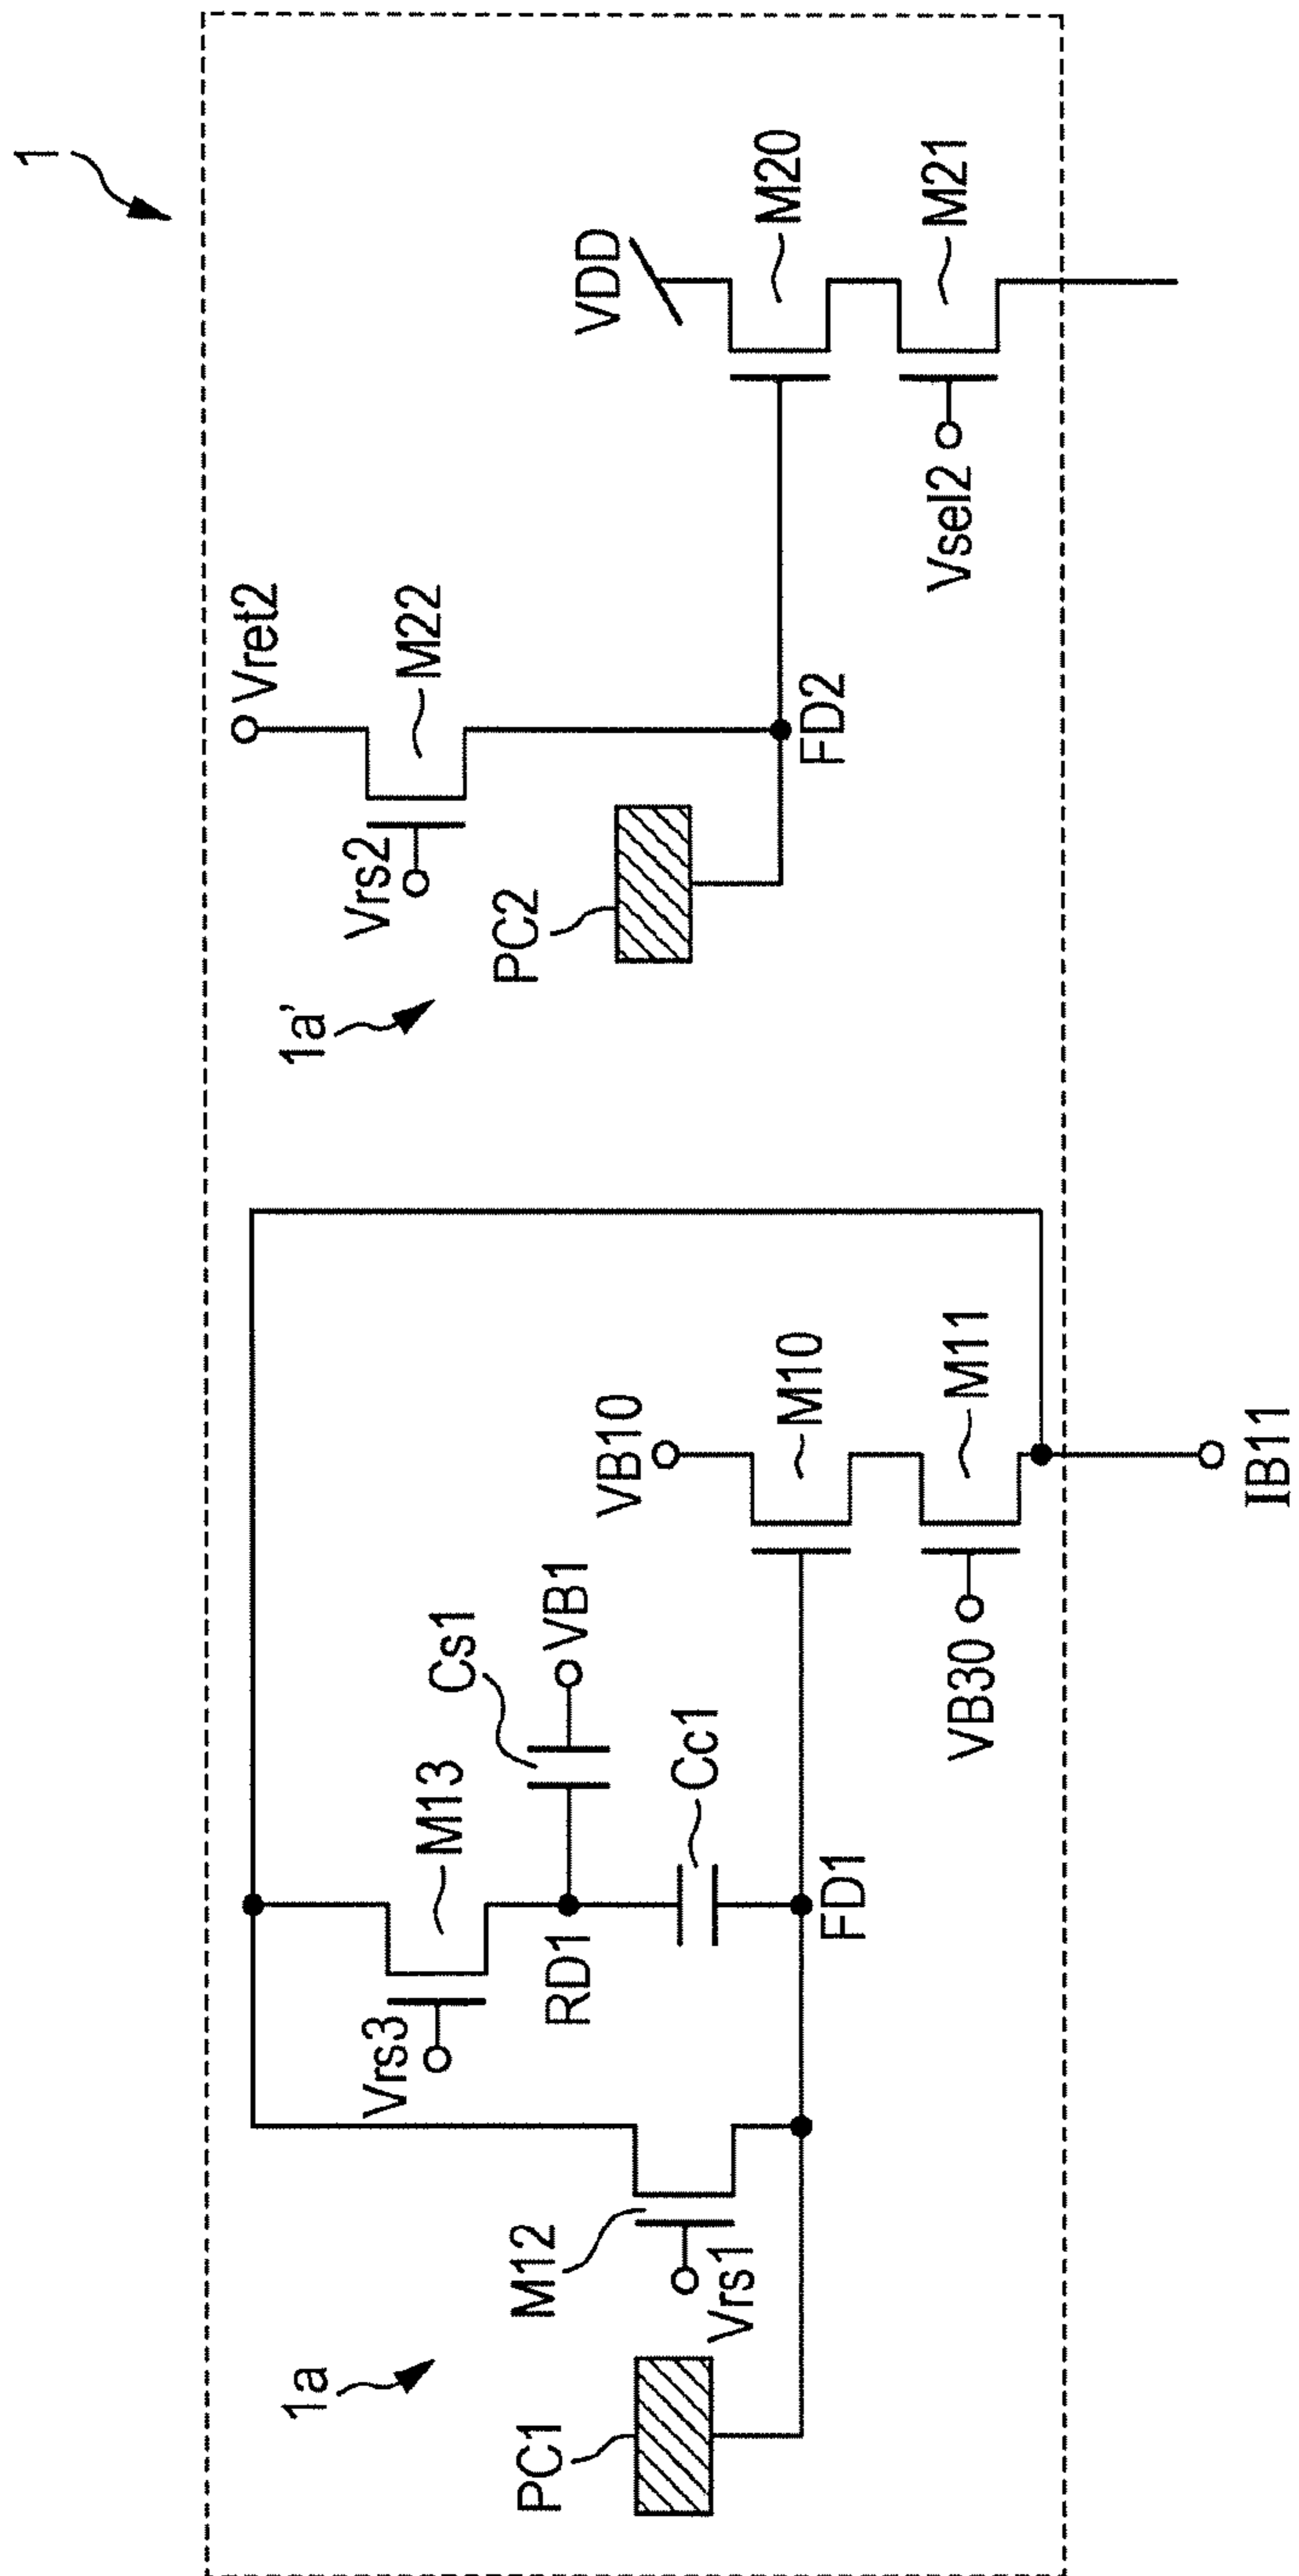 1
1a
PC1
M12
Vrs1
Vrs3
M13
RD1
Cs1
VB1
Cc1
FD1
VB10
M10
M11
VB30
IB11
1a'
PC2
Vrs2
Vret2
M22
FD2
VDD
M20
M21
Vsel2